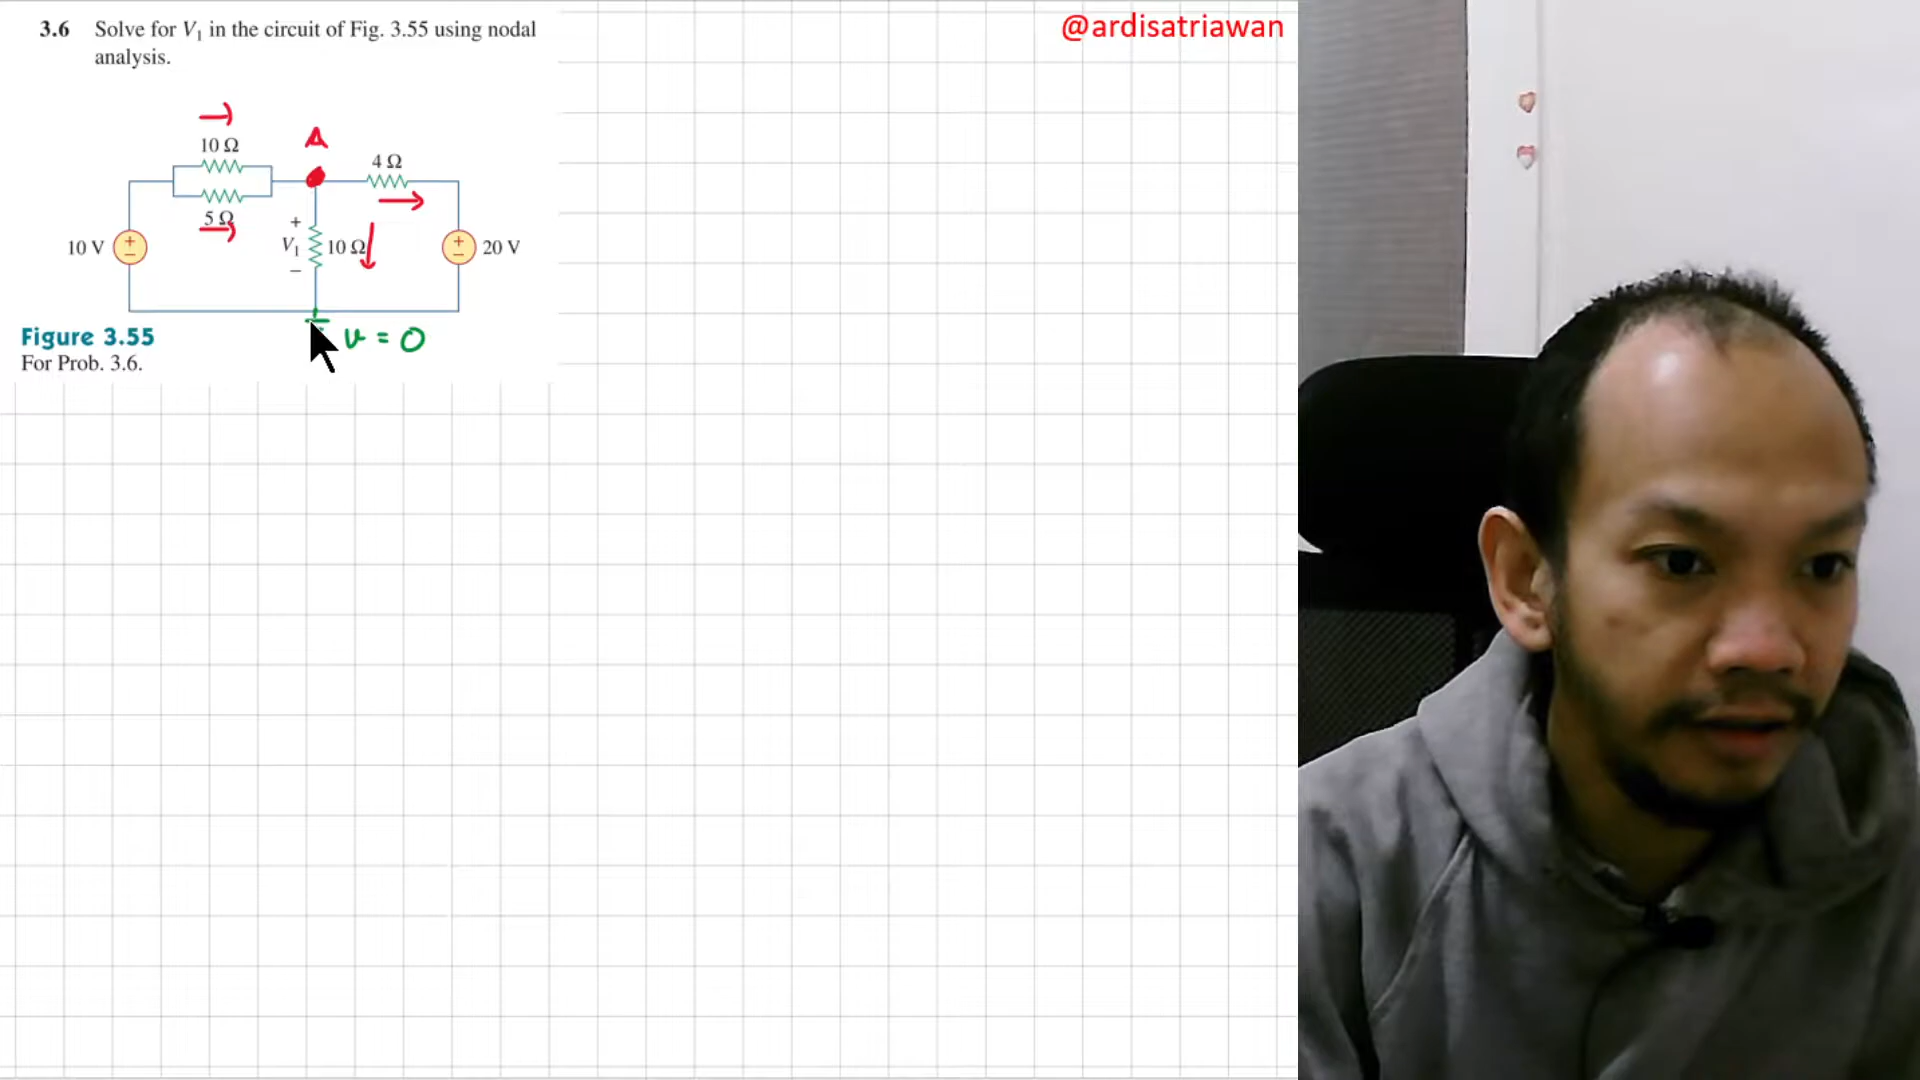 @ardisatriawan
3.6 Solve for V₁ in the circuit of Fig. 3.55 using nodal
analysis.
A
10 Ω
4 Ω
5 Ω
+
10 V
+
−
V₁
10 Ω
+
−
20 V
−
v = 0
Figure 3.55
For Prob. 3.6.